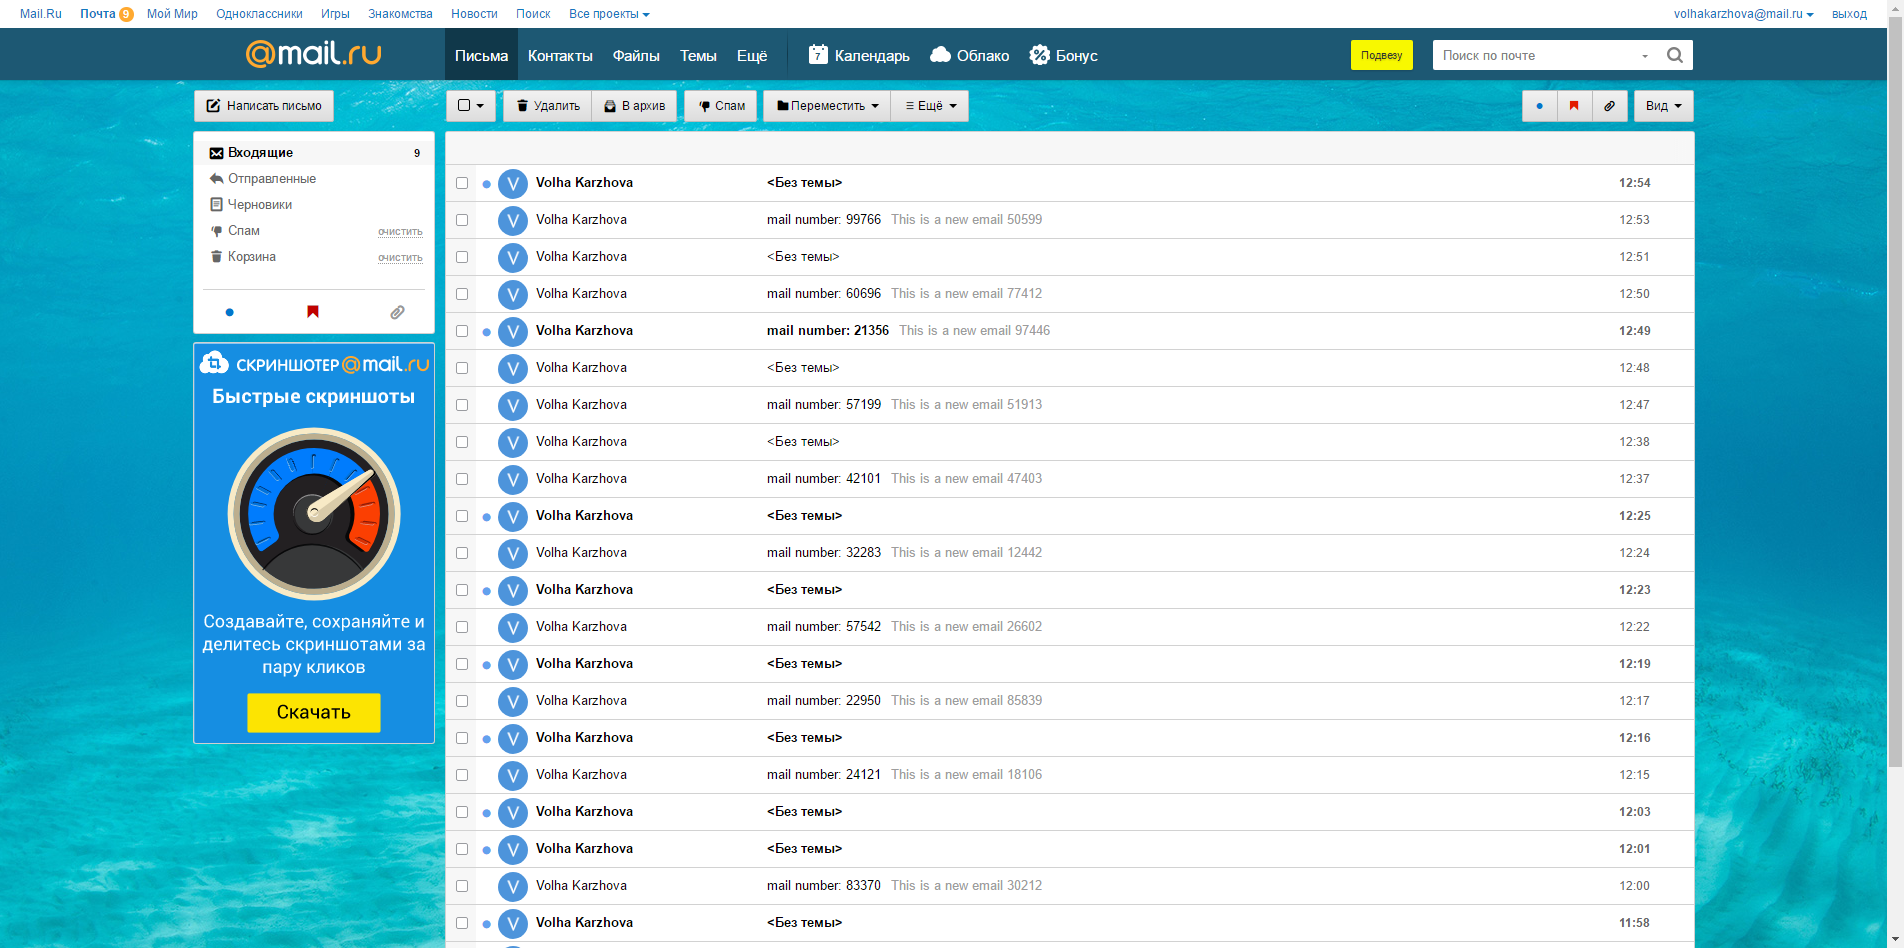 Mail.Ru Почта 9 Мой Мир Одноклассники Игры Знакомства Новости Поиск Все проекты volhakarzhova@mail.ru выход
@mail.ru Письма Контакты Файлы Темы Ещё 7 Календарь Облако Бонус Подвезу Поиск по почте
Написать письмо Удалить В архив Спам Переместить Ещё Вид
Входящие 9
Отправленные
Черновики
Спам очистить
Корзина очистить
СКРИНШОТЕР@mail.ru
Быстрые скриншоты
Создавайте, сохраняйте и
делитесь скриншотами за
пару кликов
Скачать
V Volha Karzhova <Без темы> 12:54
V Volha Karzhova mail number: 99766 This is a new email 50599 12:53
V Volha Karzhova <Без темы> 12:51
V Volha Karzhova mail number: 60696 This is a new email 77412 12:50
V Volha Karzhova mail number: 21356 This is a new email 97446 12:49
V Volha Karzhova <Без темы> 12:48
V Volha Karzhova mail number: 57199 This is a new email 51913 12:47
V Volha Karzhova <Без темы> 12:38
V Volha Karzhova mail number: 42101 This is a new email 47403 12:37
V Volha Karzhova <Без темы> 12:25
V Volha Karzhova mail number: 32283 This is a new email 12442 12:24
V Volha Karzhova <Без темы> 12:23
V Volha Karzhova mail number: 57542 This is a new email 26602 12:22
V Volha Karzhova <Без темы> 12:19
V Volha Karzhova mail number: 22950 This is a new email 85839 12:17
V Volha Karzhova <Без темы> 12:16
V Volha Karzhova mail number: 24121 This is a new email 18106 12:15
V Volha Karzhova <Без темы> 12:03
V Volha Karzhova <Без темы> 12:01
V Volha Karzhova mail number: 83370 This is a new email 30212 12:00
V Volha Karzhova <Без темы> 11:58